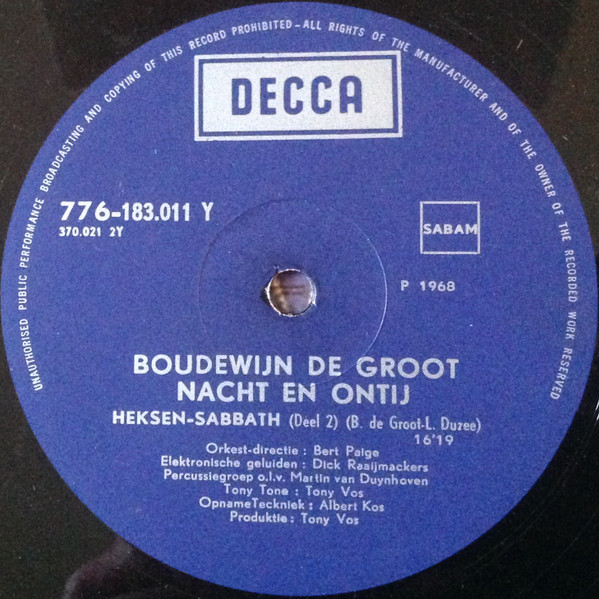 UNAUTHORISED PUBLIC PERFORMANCE BROADCASTING AND COPYING OF THIS RECORD PROHIBITED – ALL RIGHTS OF THE MANUFACTURER AND OF THE OWNER OF THE RECORDED WORK RESERVED
DECCA
776-183.011 Y
370.021 2Y
SABAM
P 1968
BOUDEWIJN DE GROOT
NACHT EN ONTIJ
HEKSEN-SABBATH (Deel 2) (B. de Groot-L. Duzee)
16'19
Orkest-directie : Bert Paige
Elektronische geluiden : Dick Raaijmackers
Percussiegroep o.l.v. Martin van Duynhoven
Tony Tone : Tony Vos
OpnameTeckniek : Albert Kos
Produktie : Tony Vos